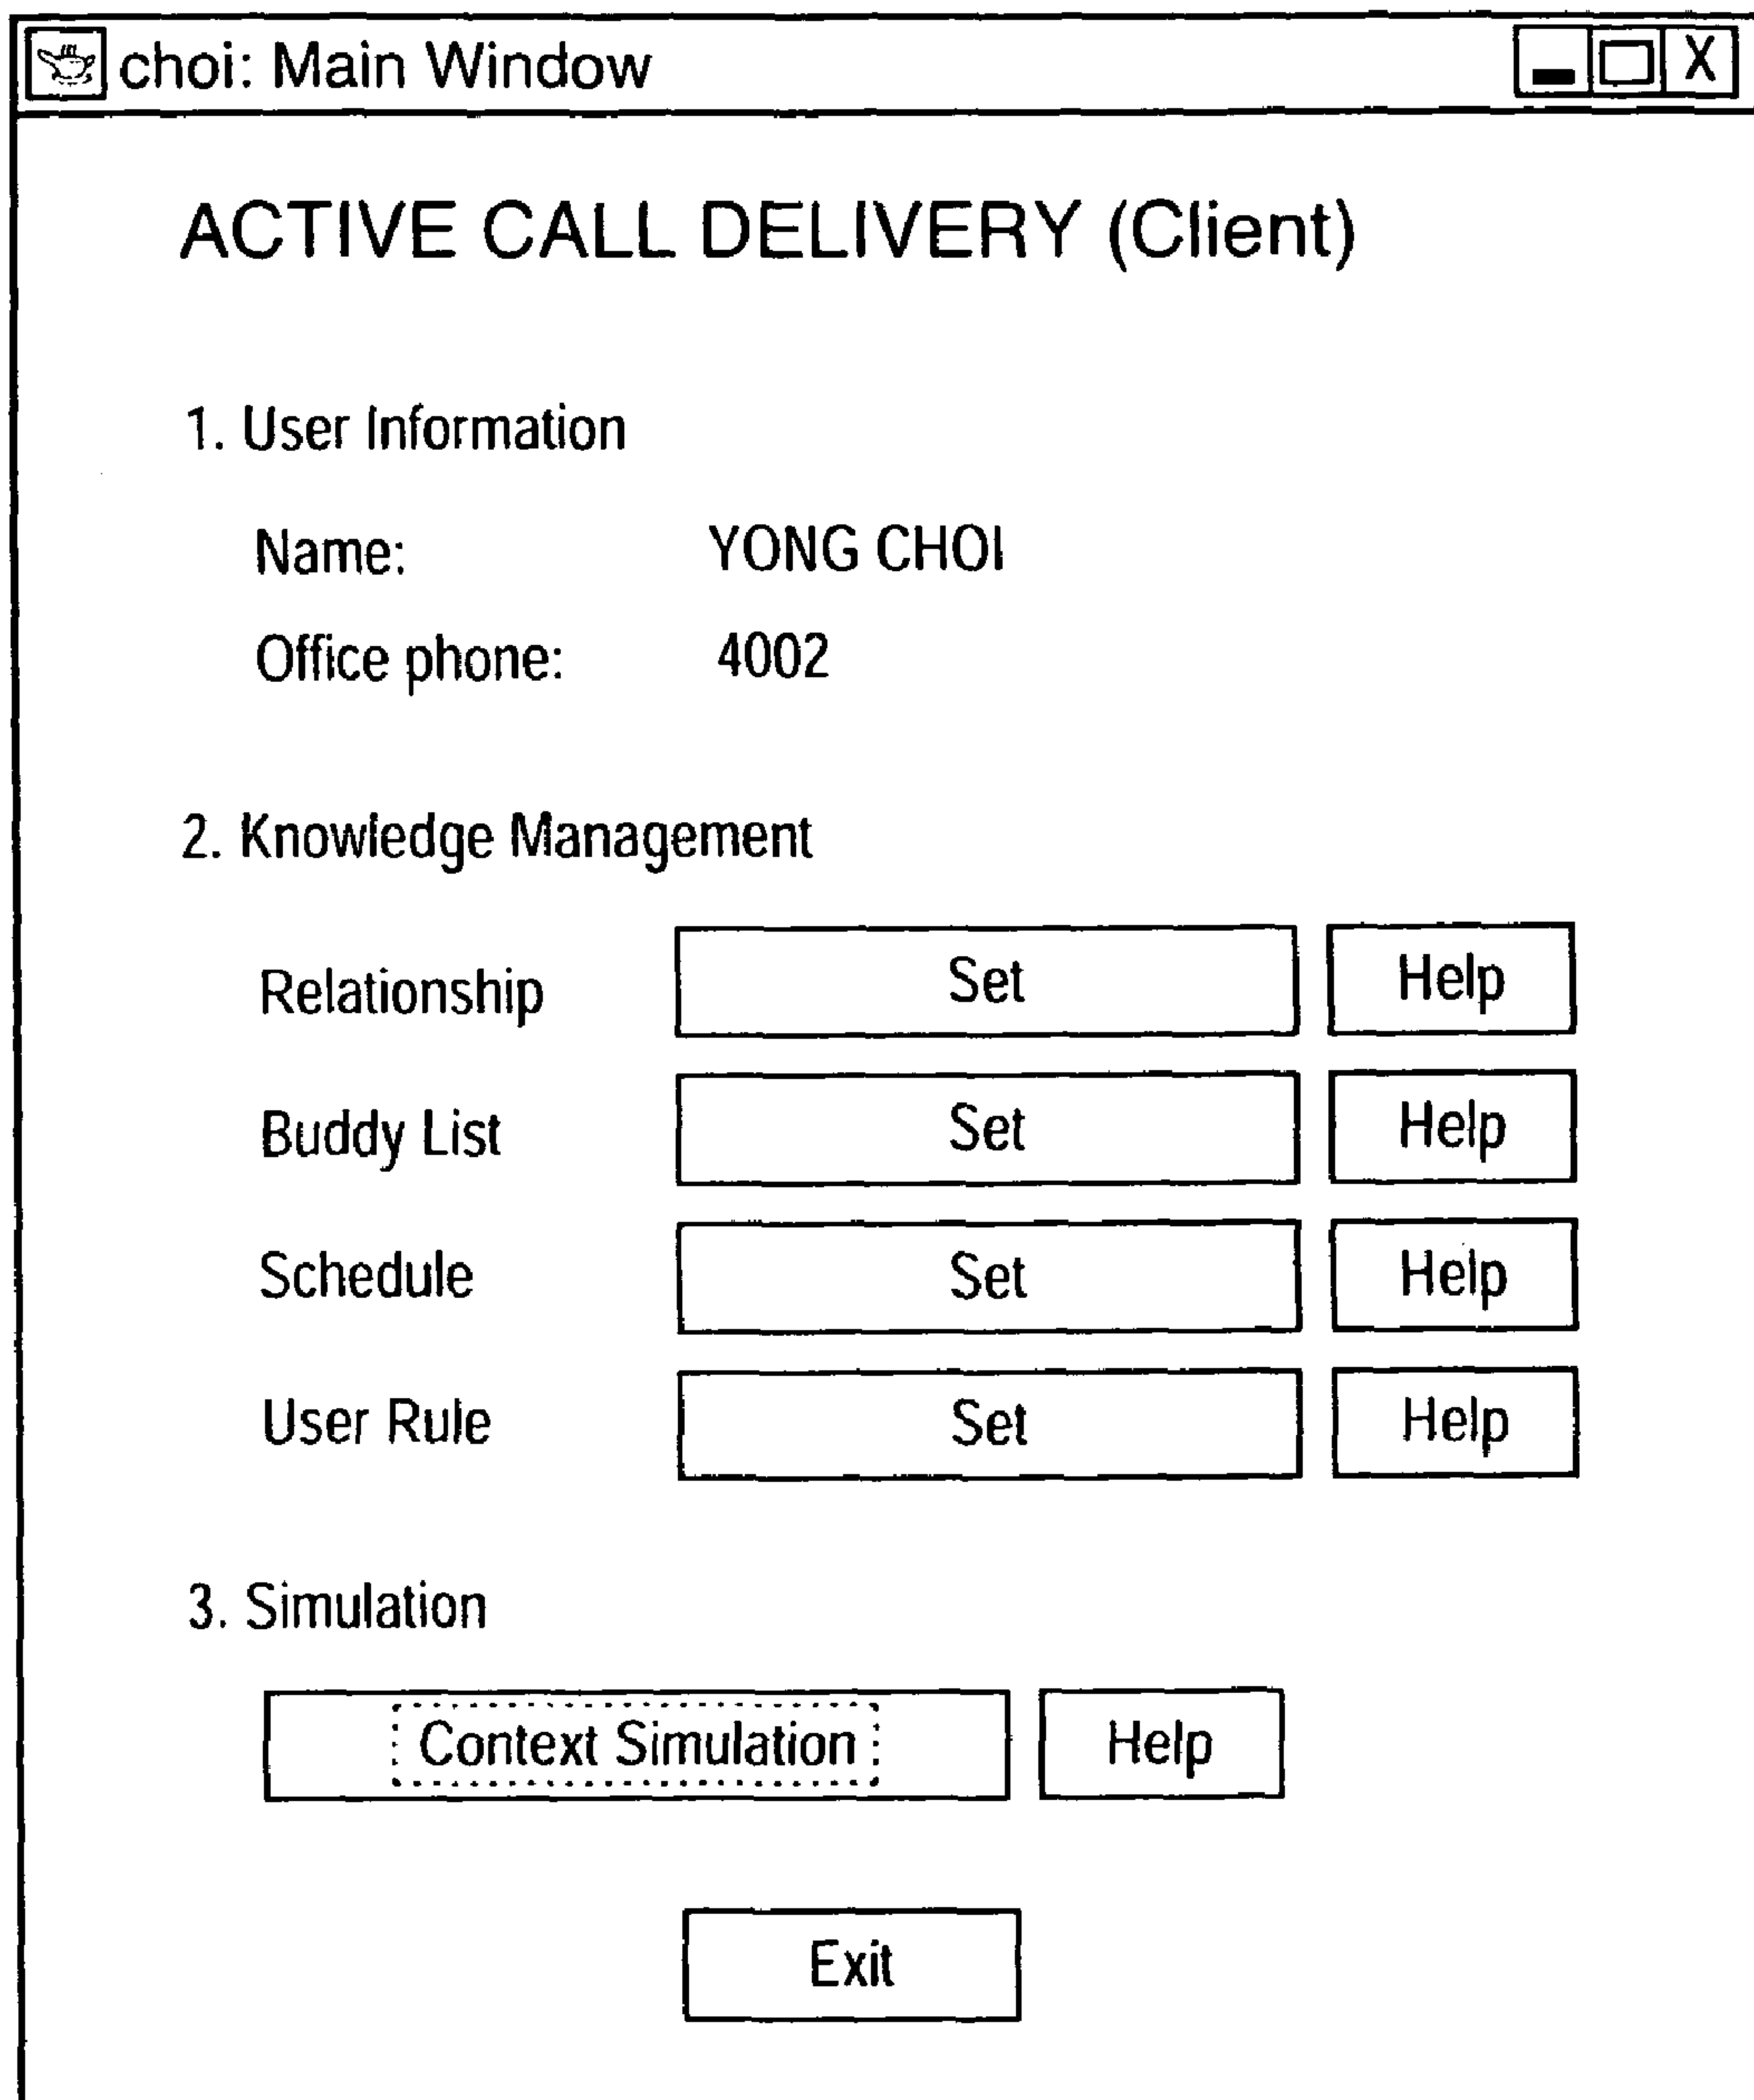 choi: Main Window X
ACTIVE CALL DELIVERY (Client)
1. User Information
Name: YONG CHOI
Office phone: 4002
2. Knowledge Management
Relationship Set Help
Buddy List Set Help
Schedule Set Help
User Rule Set Help
3. Simulation
Context Simulation Help
Exit